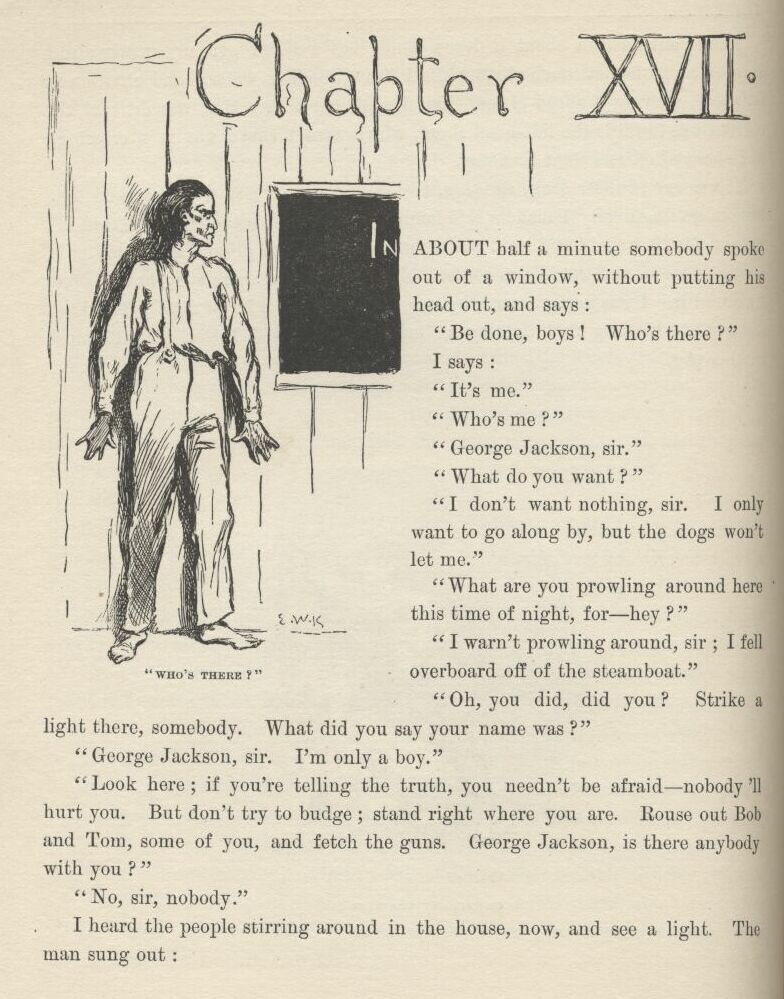 Chapter XVII.
IN ABOUT half a minute somebody spoke
out of a window, without putting his
head out, and says :
"Be done, boys ! Who's there ?"
I says :
"It's me."
"Who's me ?"
"George Jackson, sir."
"What do you want ?"
"I don't want nothing, sir. I only
want to go along by, but the dogs won't
let me."
"What are you prowling around here
this time of night, for—hey ?"
"I warn't prowling around, sir ; I fell
overboard off of the steamboat."
"Oh, you did, did you ? Strike a
E.W.K
"WHO'S THERE ?"
light there, somebody. What did you say your name was ?"
"George Jackson, sir. I'm only a boy."
"Look here ; if you're telling the truth, you needn't be afraid—nobody 'll
hurt you. But don't try to budge ; stand right where you are. Rouse out Bob
and Tom, some of you, and fetch the guns. George Jackson, is there anybody
with you ?"
"No, sir, nobody."
I heard the people stirring around in the house, now, and see a light. The
man sung out :